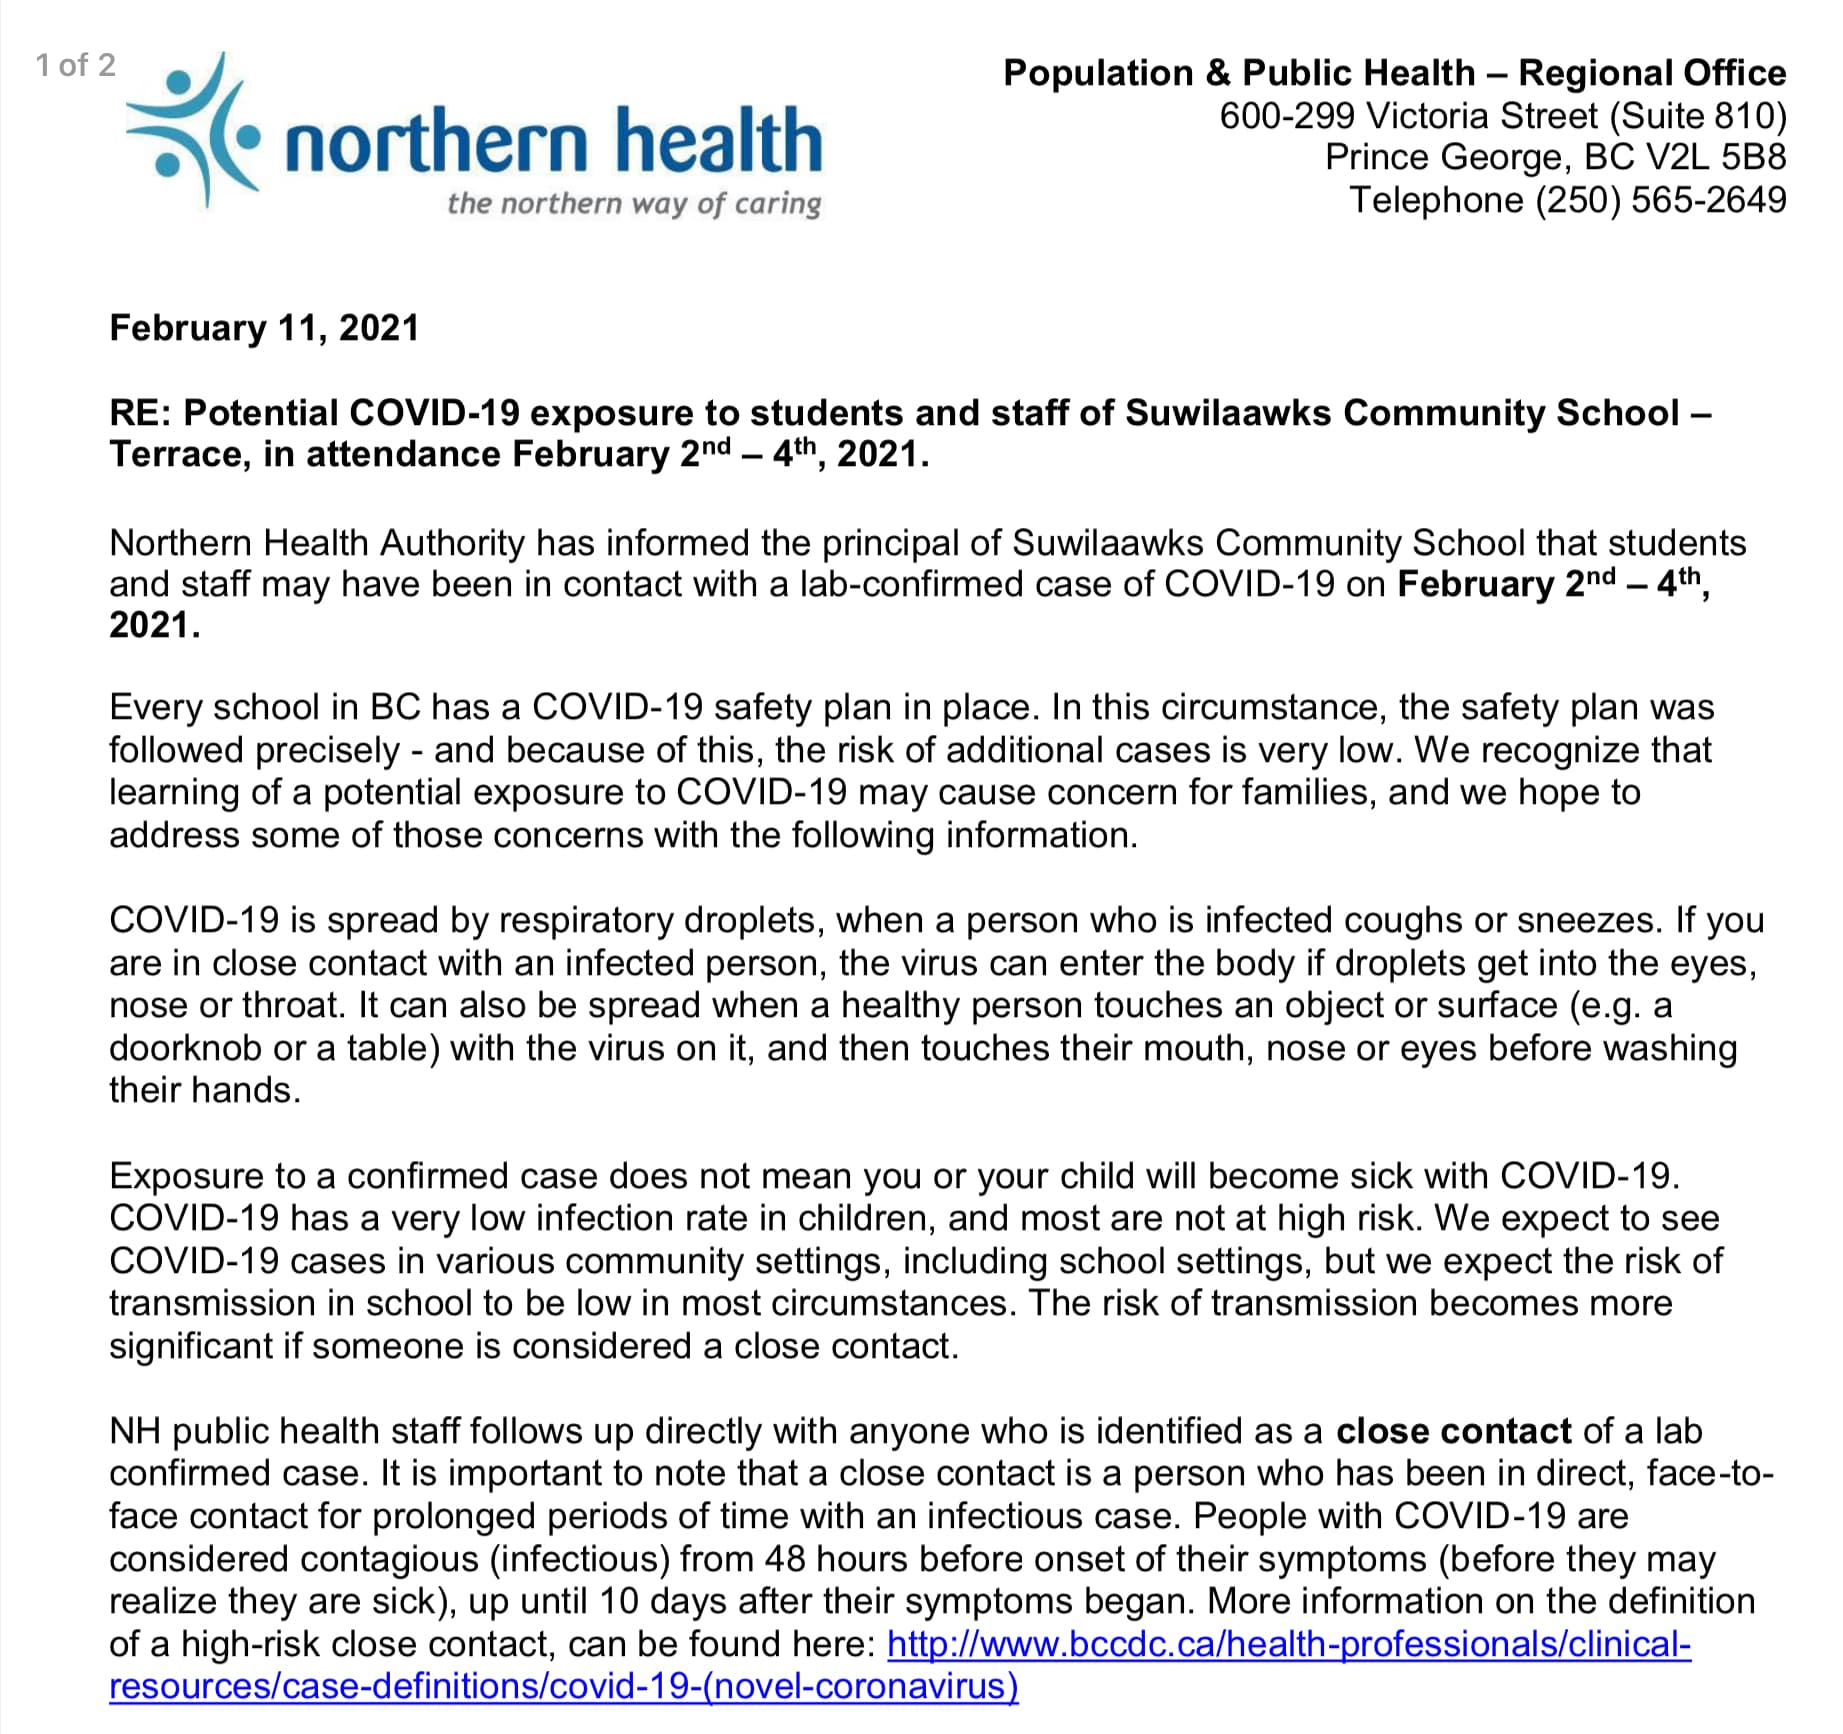 1 of 2
northern health
the northern way of caring
Population & Public Health – Regional Office
600-299 Victoria Street (Suite 810)
Prince George, BC V2L 5B8
Telephone (250) 565-2649
February 11, 2021
RE: Potential COVID-19 exposure to students and staff of Suwilaawks Community School –
Terrace, in attendance February 2nd – 4th, 2021.
Northern Health Authority has informed the principal of Suwilaawks Community School that students
and staff may have been in contact with a lab-confirmed case of COVID-19 on February 2nd – 4th,
2021.
Every school in BC has a COVID-19 safety plan in place. In this circumstance, the safety plan was
followed precisely - and because of this, the risk of additional cases is very low. We recognize that
learning of a potential exposure to COVID-19 may cause concern for families, and we hope to
address some of those concerns with the following information.
COVID-19 is spread by respiratory droplets, when a person who is infected coughs or sneezes. If you
are in close contact with an infected person, the virus can enter the body if droplets get into the eyes,
nose or throat. It can also be spread when a healthy person touches an object or surface (e.g. a
doorknob or a table) with the virus on it, and then touches their mouth, nose or eyes before washing
their hands.
Exposure to a confirmed case does not mean you or your child will become sick with COVID-19.
COVID-19 has a very low infection rate in children, and most are not at high risk. We expect to see
COVID-19 cases in various community settings, including school settings, but we expect the risk of
transmission in school to be low in most circumstances. The risk of transmission becomes more
significant if someone is considered a close contact.
NH public health staff follows up directly with anyone who is identified as a close contact of a lab
confirmed case. It is important to note that a close contact is a person who has been in direct, face-to-
face contact for prolonged periods of time with an infectious case. People with COVID-19 are
considered contagious (infectious) from 48 hours before onset of their symptoms (before they may
realize they are sick), up until 10 days after their symptoms began. More information on the definition
of a high-risk close contact, can be found here: http://www.bccdc.ca/health-professionals/clinical-
resources/case-definitions/covid-19-(novel-coronavirus)